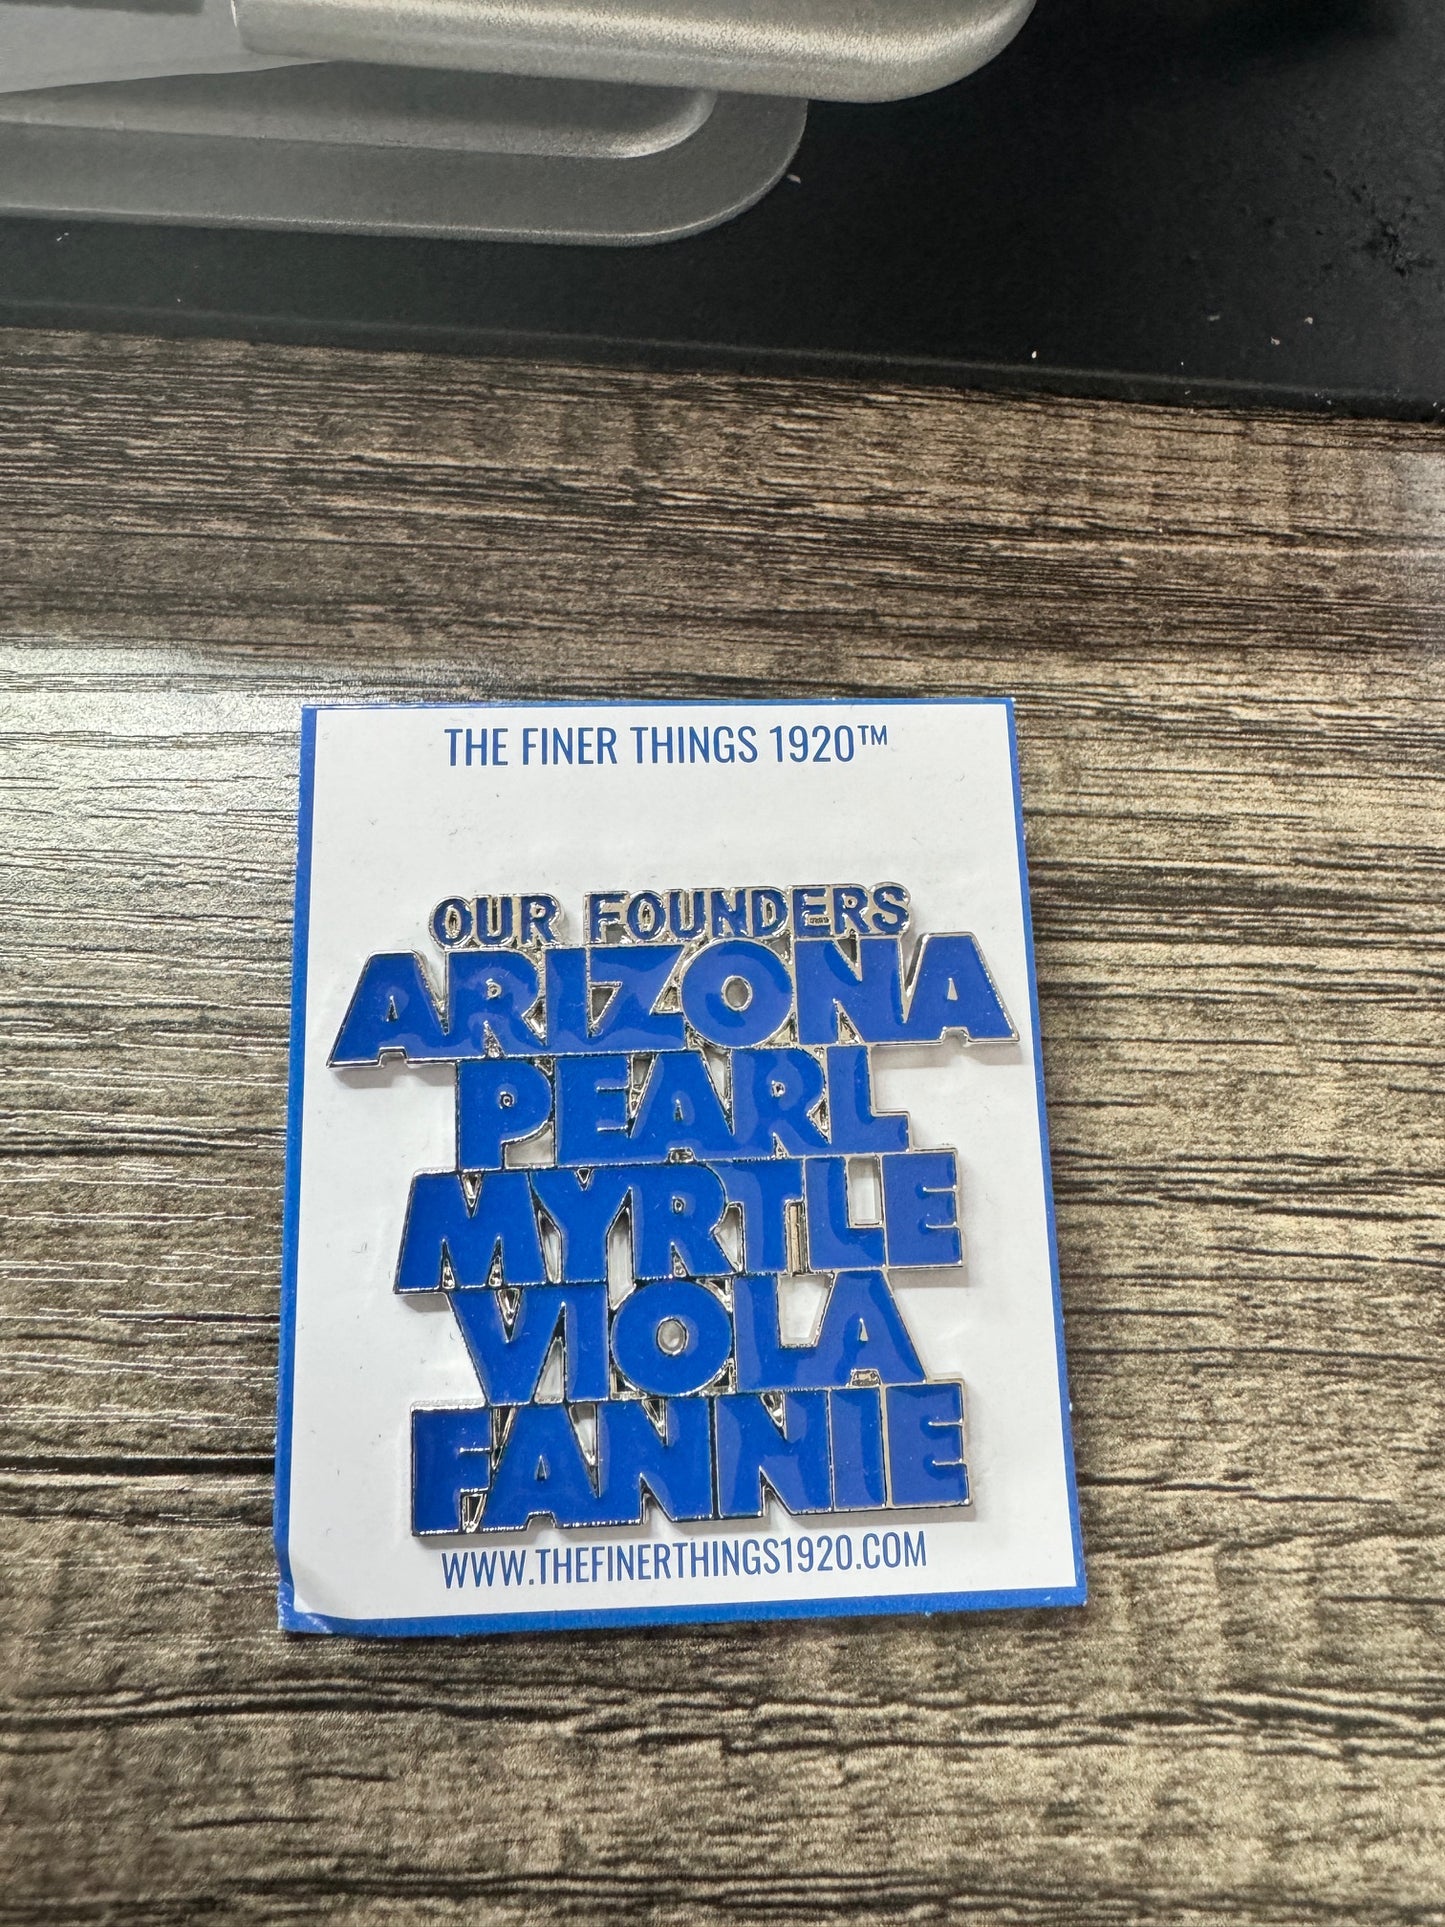 THE FINER THINGS 1920™
OUR FOUNDERS
ARIZONA
PEARL
MYRTLE
VIOLA
FANNIE
WWW.THEFINERTHINGS1920.COM